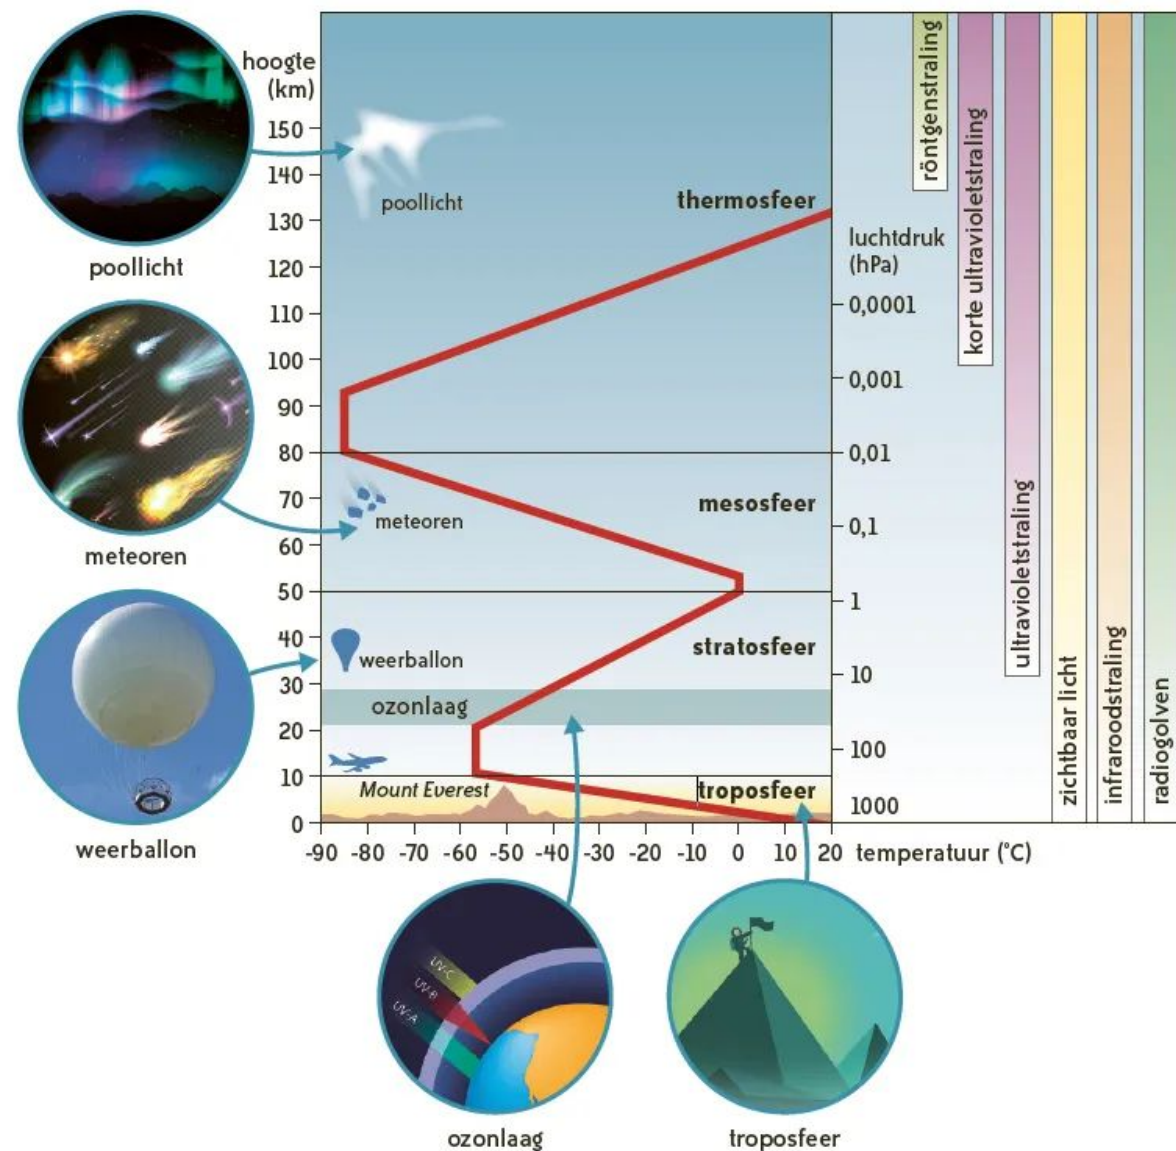 hoogte
(km)
150
140
130
120
110
100
90
80
70
60
50
40
30
20
10
0
-90 -80 -70 -60 -50 -40 -30 -20 -10 0 10 20 temperatuur (°C)
poollicht
meteoren
weerballon
poollicht
meteoren
weerballon
ozonlaag
Mount Everest
thermosfeer
mesosfeer
stratosfeer
troposfeer
luchtdruk
(hPa)
0,0001
0,001
0,01
0,1
1
10
100
1000
röntgenstraling
korte ultravioletstraling
ultravioletstraling
zichtbaar licht
infraroodstraling
radiogolven
UV-C
UV-B
UV-A
ozonlaag
troposfeer